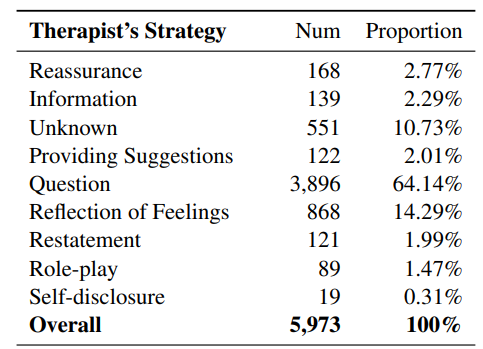 Therapist's Strategy Num Proportion
Reassurance 168 2.77%
Information 139 2.29%
Unknown 551 10.73%
Providing Suggestions 122 2.01%
Question 3,896 64.14%
Reflection of Feelings 868 14.29%
Restatement 121 1.99%
Role-play 89 1.47%
Self-disclosure 19 0.31%
Overall 5,973 100%